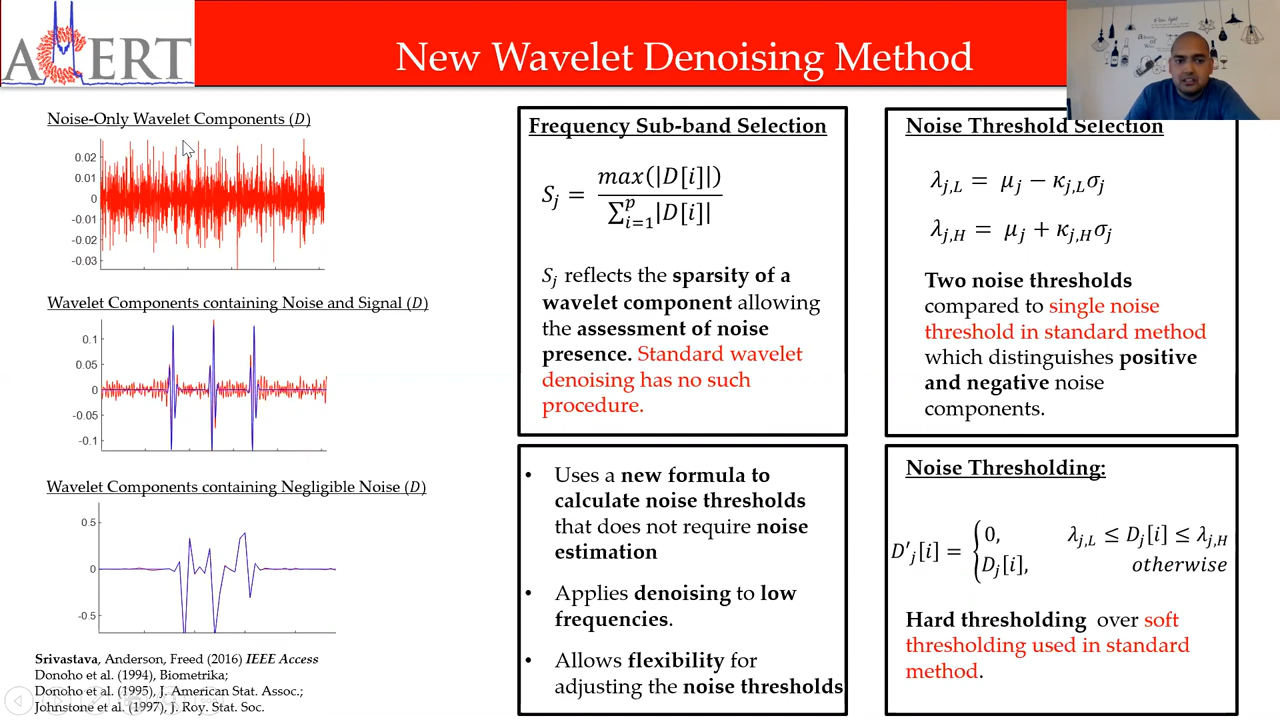 ACERT
New Wavelet Denoising Method
Noise-Only Wavelet Components (D)
0.02
0.01
0
-0.01
-0.02
-0.03
Wavelet Components containing Noise and Signal (D)
0.1
0.05
0
-0.05
-0.1
Wavelet Components containing Negligible Noise (D)
0.5
0
-0.5
Srivastava, Anderson, Freed (2016) IEEE Access
Donoho et al. (1994), Biometrika;
Donoho et al. (1995), J. American Stat. Assoc.;
Johnstone et al. (1997), J. Roy. Stat. Soc.
Frequency Sub-band Selection
S_j = max(|D[i]|) / ∑_{i=1}^{p}|D[i]|
S_j reflects the sparsity of a
wavelet component allowing
the assessment of noise
presence. Standard wavelet
denoising has no such
procedure.
• Uses a new formula to
calculate noise thresholds
that does not require noise
estimation
• Applies denoising to low
frequencies.
• Allows flexibility for
adjusting the noise thresholds
Noise Threshold Selection
λ_{j,L} = μ_j − κ_{j,L}σ_j
λ_{j,H} = μ_j + κ_{j,H}σ_j
Two noise thresholds
compared to single noise
threshold in standard method
which distinguishes positive
and negative noise
components.
Noise Thresholding:
D′_j[i] = { 0, λ_{j,L} ≤ D_j[i] ≤ λ_{j,H}
D_j[i], otherwise
Hard thresholding over soft
thresholding used in standard
method.